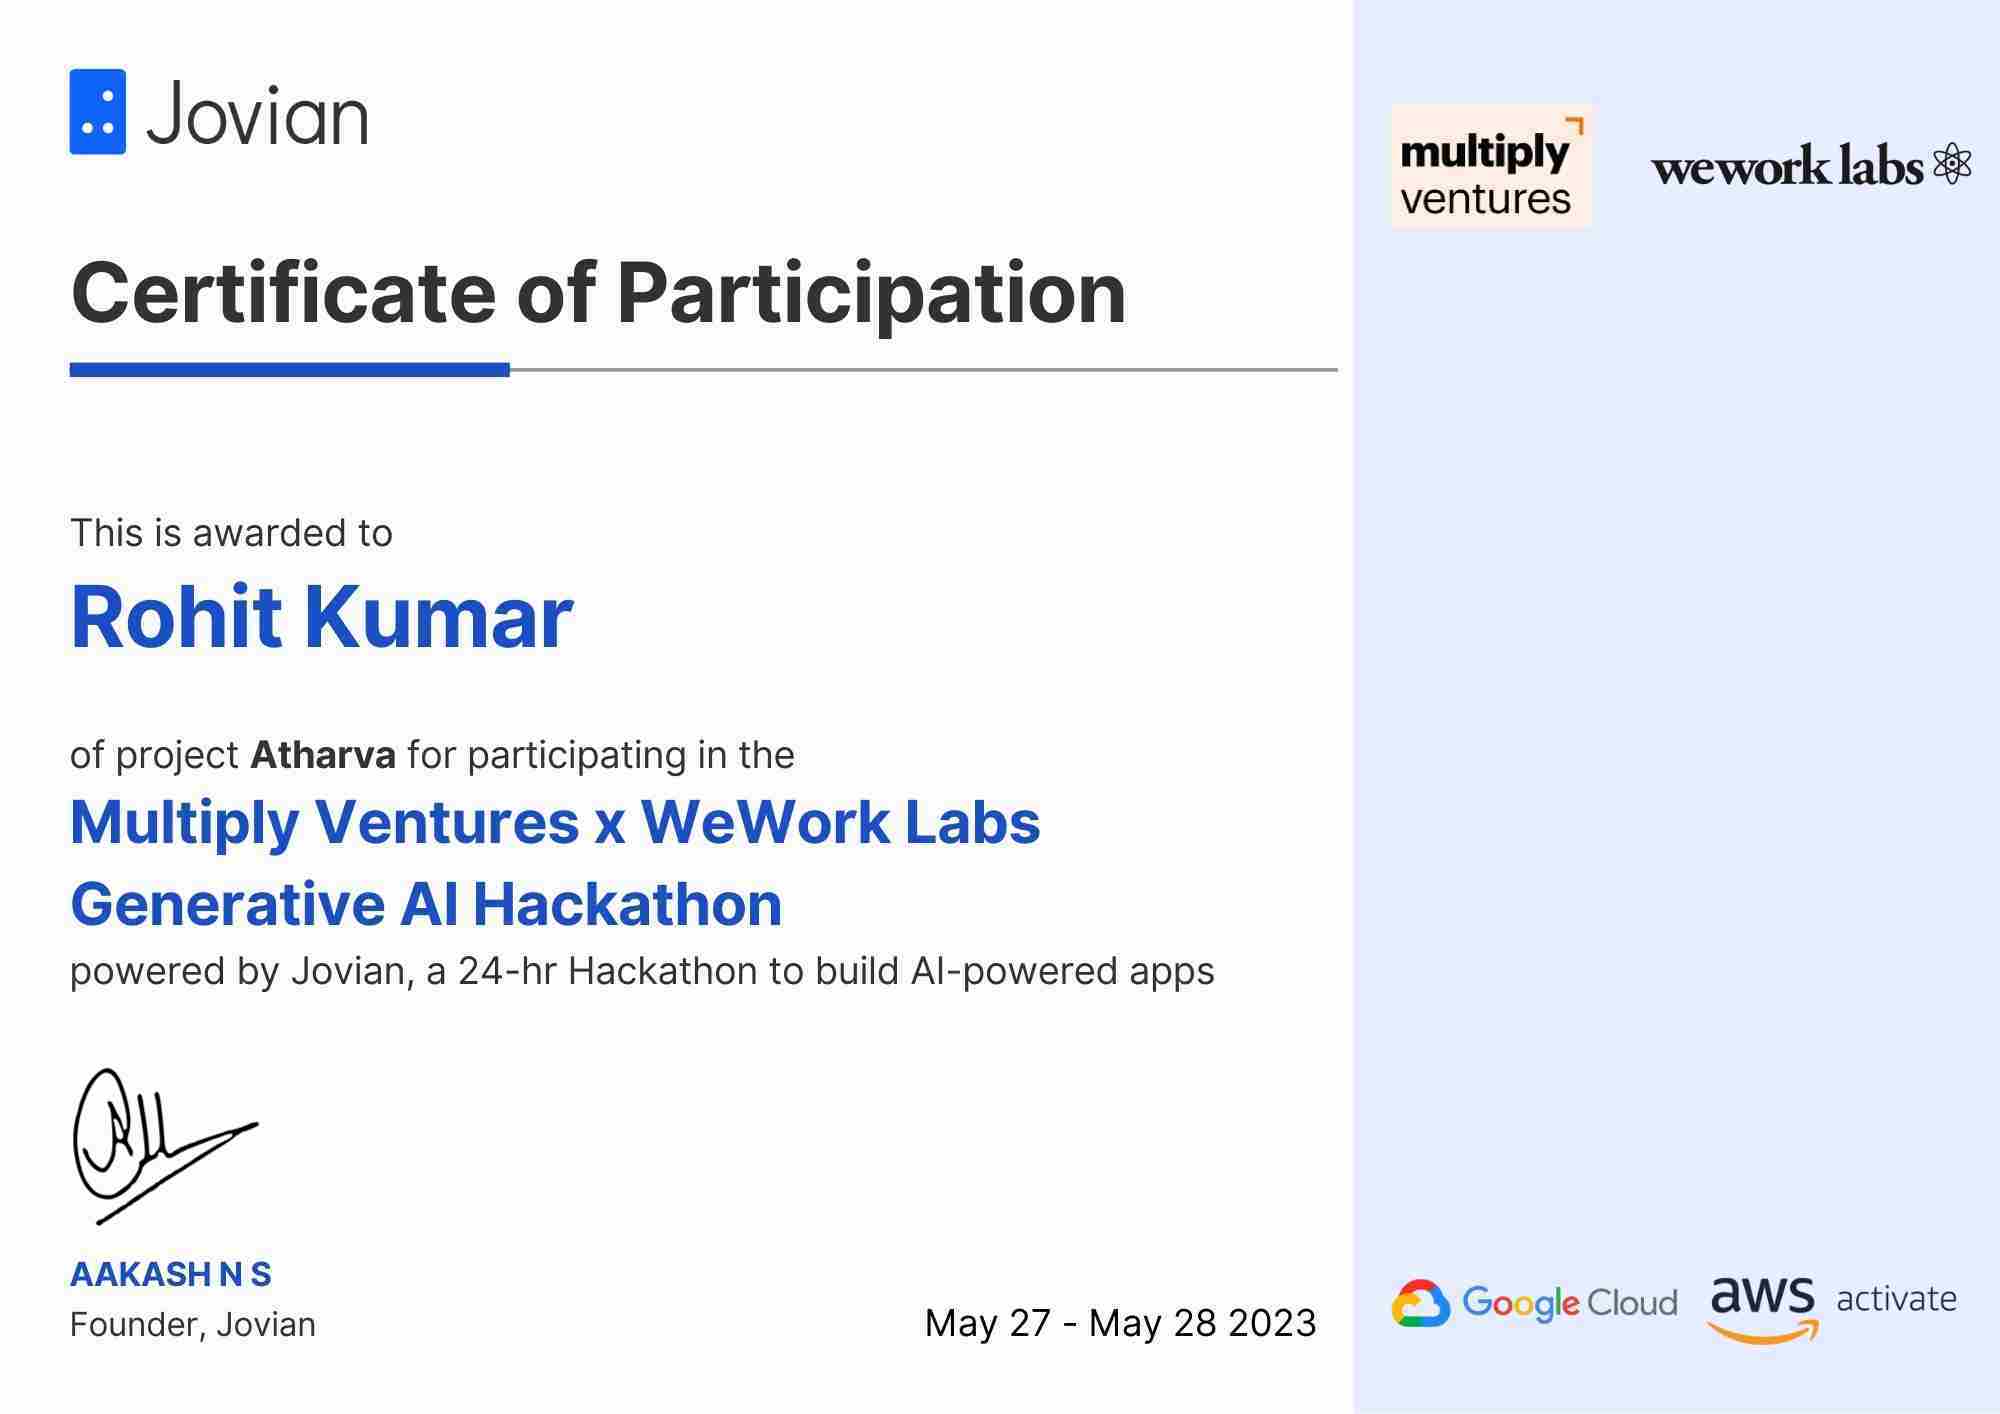 Jovian
Certificate of Participation
This is awarded to
Rohit Kumar
of project Atharva for participating in the
Multiply Ventures x WeWork Labs
Generative AI Hackathon
powered by Jovian, a 24-hr Hackathon to build AI-powered apps
AAKASH N S
Founder, Jovian
May 27 - May 28 2023
multiply
ventures
wework labs
Google Cloud
aws activate